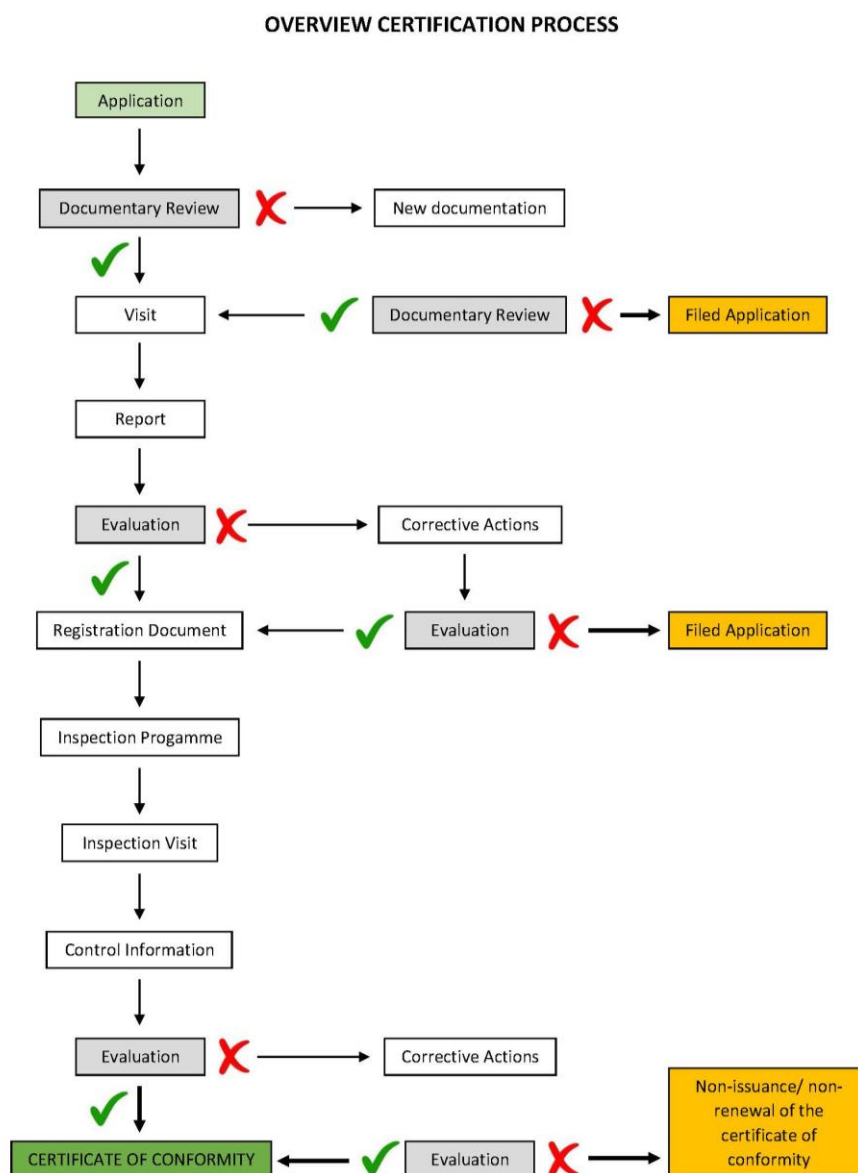 OVERVIEW CERTIFICATION PROCESS
Application
Documentary Review
New documentation
Visit
Documentary Review
Filed Application
Report
Evaluation
Corrective Actions
Registration Document
Evaluation
Filed Application
Inspection Progamme
Inspection Visit
Control Information
Evaluation
Corrective Actions
Non-issuance/ non-
renewal of the
certificate of
conformity
CERTIFICATE OF CONFORMITY
Evaluation